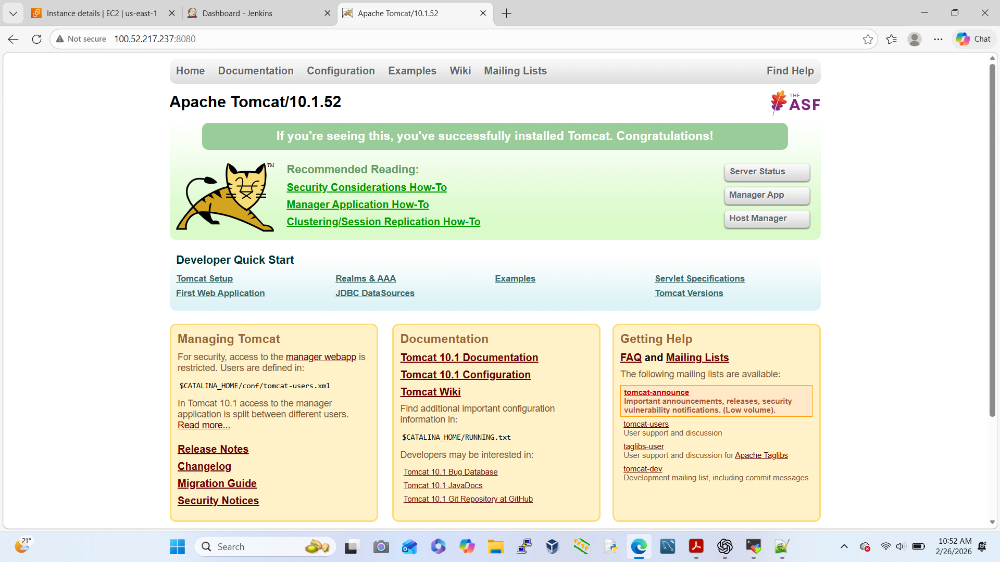 Instance details | EC2 | us-east-1
Dashboard - Jenkins
Apache Tomcat/10.1.52
Not secure
100.52.217.237:8080
Chat
Home
Documentation
Configuration
Examples
Wiki
Mailing Lists
Find Help
Apache Tomcat/10.1.52
THE
ASF
If you're seeing this, you've successfully installed Tomcat. Congratulations!
TM
Recommended Reading:
Security Considerations How-To
Manager Application How-To
Clustering/Session Replication How-To
Server Status
Manager App
Host Manager
Developer Quick Start
Tomcat Setup
First Web Application
Realms & AAA
JDBC DataSources
Examples
Servlet Specifications
Tomcat Versions
Managing Tomcat
For security, access to the manager webapp is
restricted. Users are defined in:
$CATALINA_HOME/conf/tomcat-users.xml
In Tomcat 10.1 access to the manager
application is split between different users.
Read more...
Release Notes
Changelog
Migration Guide
Security Notices
Documentation
Tomcat 10.1 Documentation
Tomcat 10.1 Configuration
Tomcat Wiki
Find additional important configuration
information in:
$CATALINA_HOME/RUNNING.txt
Developers may be interested in:
Tomcat 10.1 Bug Database
Tomcat 10.1 JavaDocs
Tomcat 10.1 Git Repository at GitHub
Getting Help
FAQ and Mailing Lists
The following mailing lists are available:
tomcat-announce
Important announcements, releases, security
vulnerability notifications. (Low volume).
tomcat-users
User support and discussion
taglibs-user
User support and discussion for Apache Taglibs
tomcat-dev
Development mailing list, including commit messages
21°
Search
TFTP
10:52 AM
2/26/2026